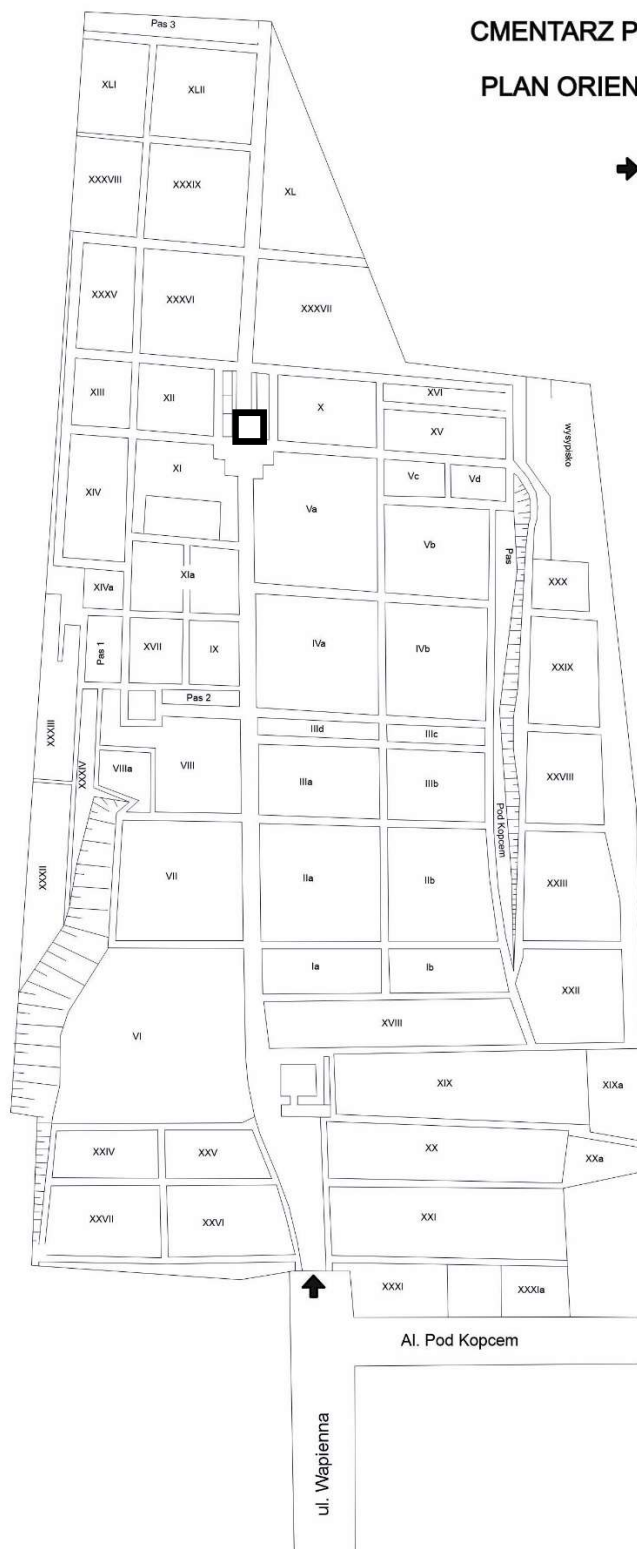 CMENTARZ P
PLAN ORIEN
Pas 3
XLI
XLII
XXXVIII
XXXIX
XL
XXXV
XXXVI
XXXVII
XIII
XII
X
XVI
XV
wysypisko
XIV
XI
Va
Vc
Vd
Vb
Pas
XIVa
XIa
XXX
Pas 1
XVII
IX
IVa
IVb
XXIX
Pas 2
XXXIII
XXXIV
VIIIa
VIII
IIId
IIIc
IIIa
IIIb
Pod Kopcem
XXVIII
XXXII
VII
IIa
IIb
XXIII
Ia
Ib
XXII
VI
XVIII
XIX
XIXa
XXIV
XXV
XX
XXa
XXVII
XXVI
XXI
XXXI
XXXIa
Al. Pod Kopcem
ul. Wapienna